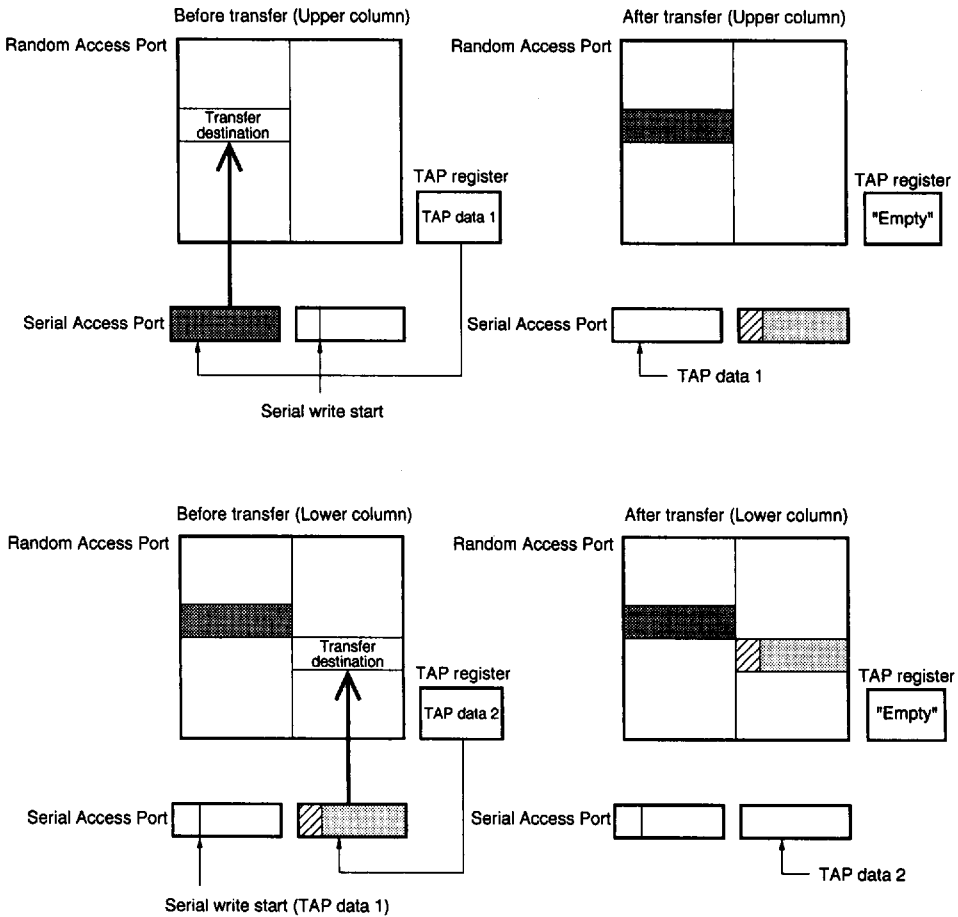 Before transfer (Upper column)
After transfer (Upper column)
Random Access Port
Random Access Port
Transfer
destination
TAP register
TAP data 1
TAP register
"Empty"
Serial Access Port
Serial Access Port
TAP data 1
Serial write start
Before transfer (Lower column)
After transfer (Lower column)
Random Access Port
Random Access Port
Transfer
destination
TAP register
TAP data 2
TAP register
"Empty"
Serial Access Port
Serial Access Port
TAP data 2
Serial write start (TAP data 1)